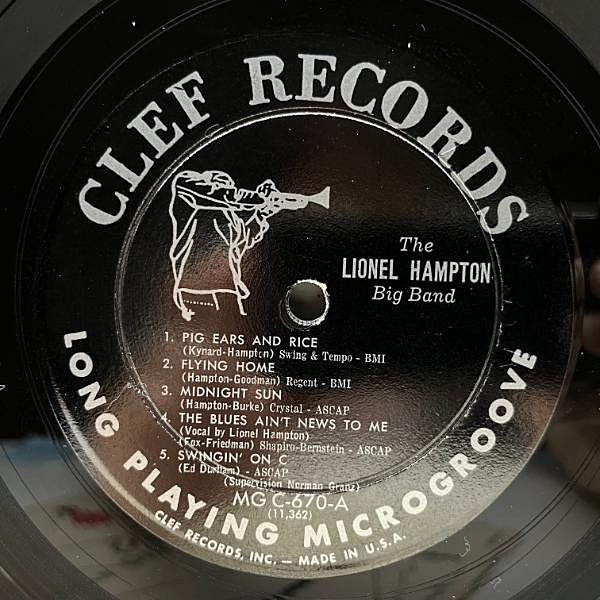 CLEF RECORDS
The
LIONEL HAMPTON
Big Band
1. PIG EARS AND RICE
(Kynard-Hampton) Swing & Tempo - BMI
2. FLYING HOME
(Hampton-Goodman) Regent - BMI
3. MIDNIGHT SUN
(Hampton-Burke) Crystal - ASCAP
4. THE BLUES AIN'T NEWS TO ME
(Vocal by Lionel Hampton)
(Fox-Friedman) Shapiro-Bernstein - ASCAP
5. SWINGIN' ON C
(Ed Durham) - ASCAP
(Supervision Norman Granz)
MG C-670-A
(11,362)
LONG PLAYING MICROGROOVE
CLEF RECORDS, INC. — MADE IN U.S.A.